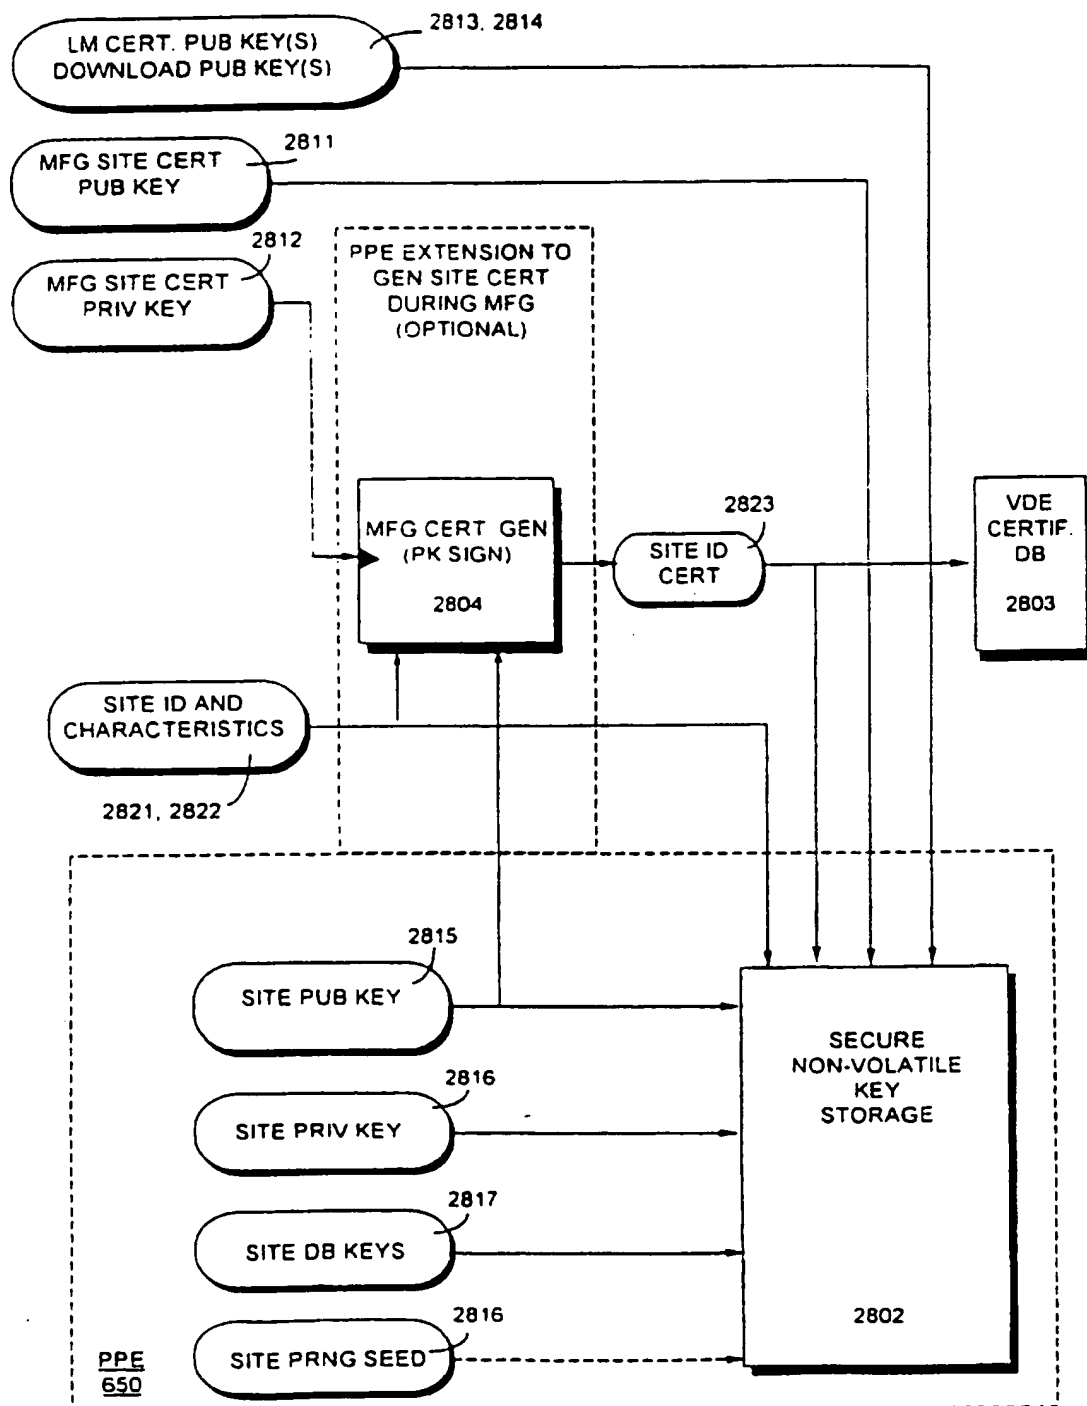 2813, 2814
LM CERT. PUB KEY(S)
DOWNLOAD PUB KEY(S)
2811
MFG SITE CERT
PUB KEY
2812
MFG SITE CERT
PRIV KEY
PPE EXTENSION TO
GEN SITE CERT
DURING MFG
(OPTIONAL)
MFG CERT GEN
(PK SIGN)
2804
2823
SITE ID
CERT
VDE
CERTIF.
DB
2803
SITE ID AND
CHARACTERISTICS
2821, 2822
2815
SITE PUB KEY
2816
SITE PRIV KEY
2817
SITE DB KEYS
2816
SITE PRNG SEED
SECURE
NON-VOLATILE
KEY
STORAGE
2802
PPE
650